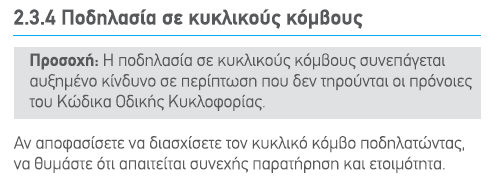 2.3.4 Ποδηλασία σε κυκλικούς κόμβους
Προσοχή: Η ποδηλασία σε κυκλικούς κόμβους συνεπάγεται
αυξημένο κίνδυνο σε περίπτωση που δεν τηρούνται οι πρόνοιες
του Κώδικα Οδικής Κυκλοφορίας.
Αν αποφασίσετε να διασχίσετε τον κυκλικό κόμβο ποδηλατώντας,
να θυμάστε ότι απαιτείται συνεχής παρατήρηση και ετοιμότητα.